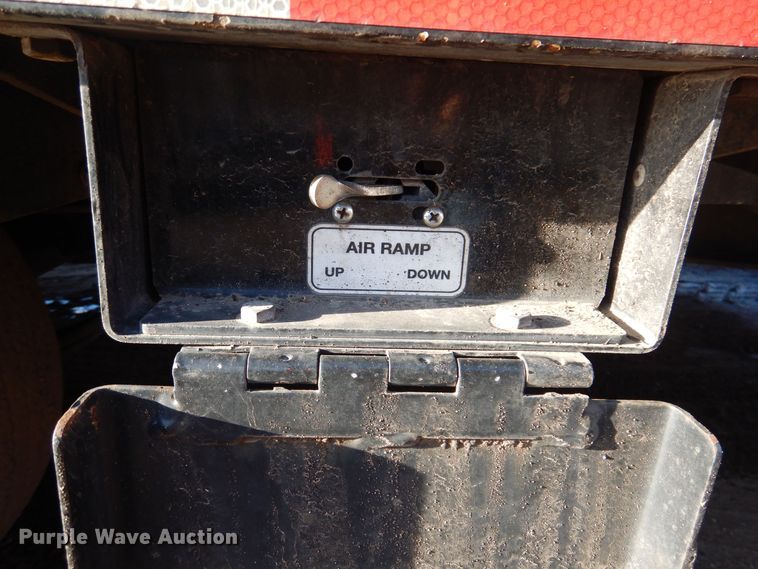 AIR RAMP
UP DOWN
Purple Wave Auction